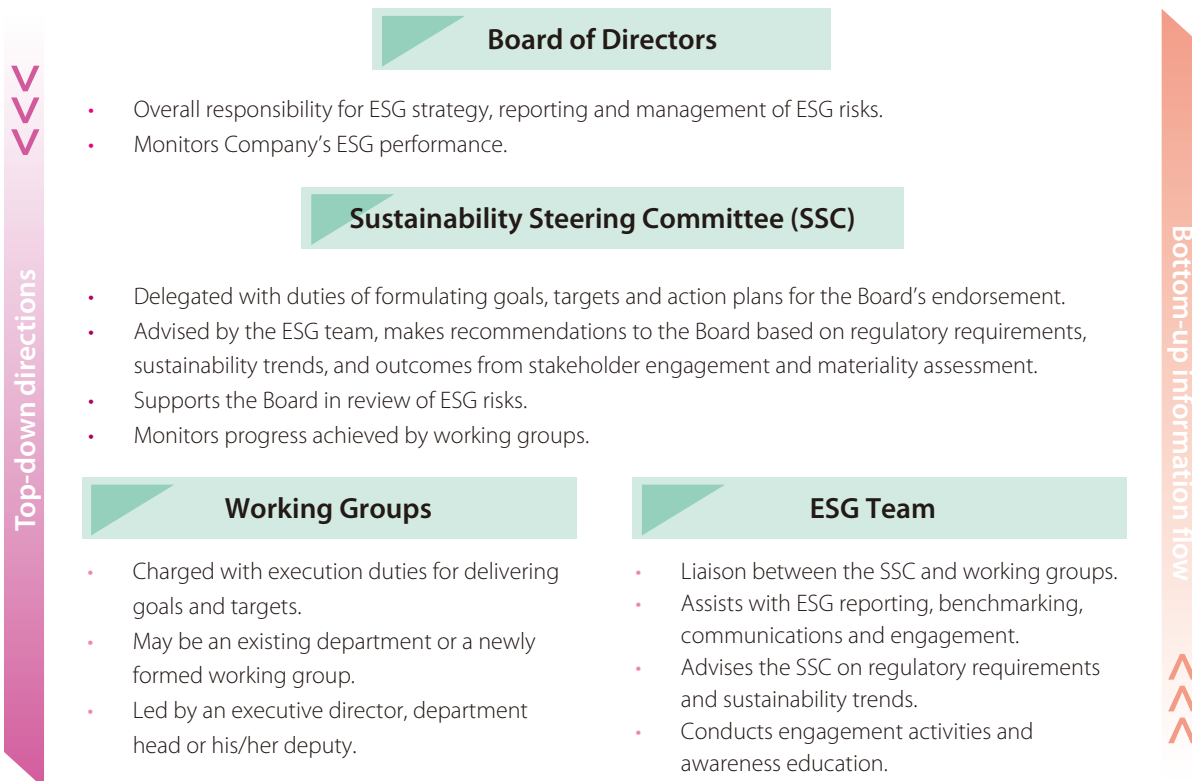 Board of Directors
• Overall responsibility for ESG strategy, reporting and management of ESG risks.
• Monitors Company’s ESG performance.
Sustainability Steering Committee (SSC)
• Delegated with duties of formulating goals, targets and action plans for the Board’s endorsement.
• Advised by the ESG team, makes recommendations to the Board based on regulatory requirements,
sustainability trends, and outcomes from stakeholder engagement and materiality assessment.
• Supports the Board in review of ESG risks.
• Monitors progress achieved by working groups.
Working Groups
• Charged with execution duties for delivering
goals and targets.
• May be an existing department or a newly
formed working group.
• Led by an executive director, department
head or his/her deputy.
ESG Team
• Liaison between the SSC and working groups.
• Assists with ESG reporting, benchmarking,
communications and engagement.
• Advises the SSC on regulatory requirements
and sustainability trends.
• Conducts engagement activities and
awareness education.
Top-down directions
Bottom-up information flow